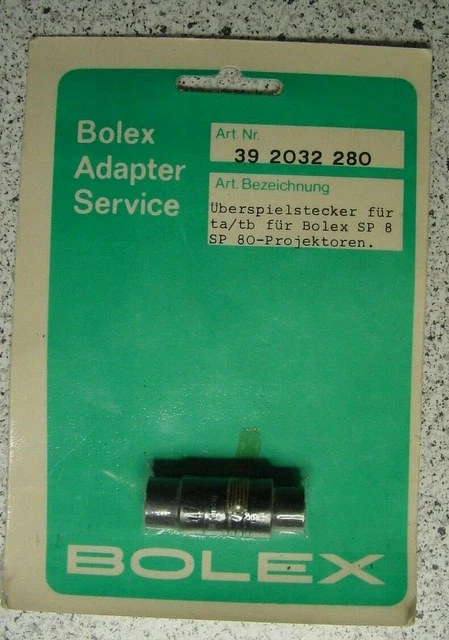 Bolex
Adapter
Service
Art. Nr.
39 2032 280
Art. Bezeichnung
Überspielstecker für
ta/tb für Bolex SP 8
SP 80-Projektoren.
BOLEX